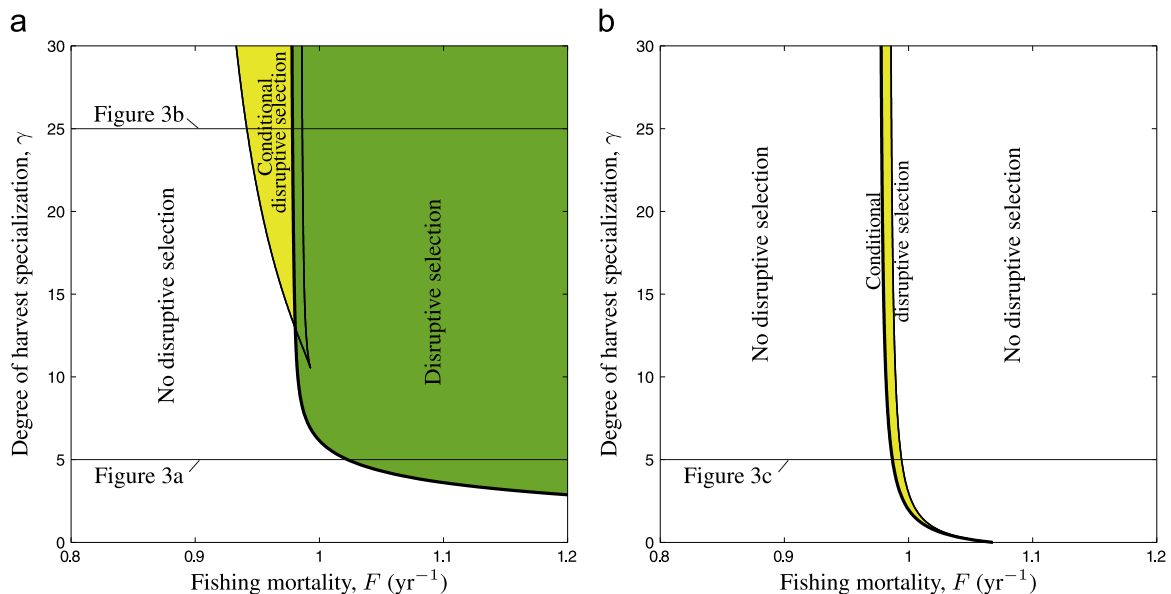 a
30
25
20
15
10
5
0
Degree of harvest specialization, γ
Figure 3b
Figure 3a
No disruptive selection
Conditional
disruptive selection
Disruptive selection
0.8 0.9 1 1.1 1.2
Fishing mortality, F (yr⁻¹)
b
30
25
20
15
10
5
0
Degree of harvest specialization, γ
No disruptive selection
Conditional
disruptive selection
No disruptive selection
Figure 3c
0.8 0.9 1 1.1 1.2
Fishing mortality, F (yr⁻¹)